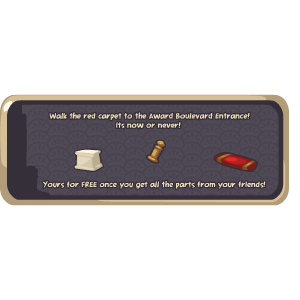 Walk the red carpet to the Award Boulevard Entrance!
Its now or never!
Yours for FREE once you get all the parts from your friends!